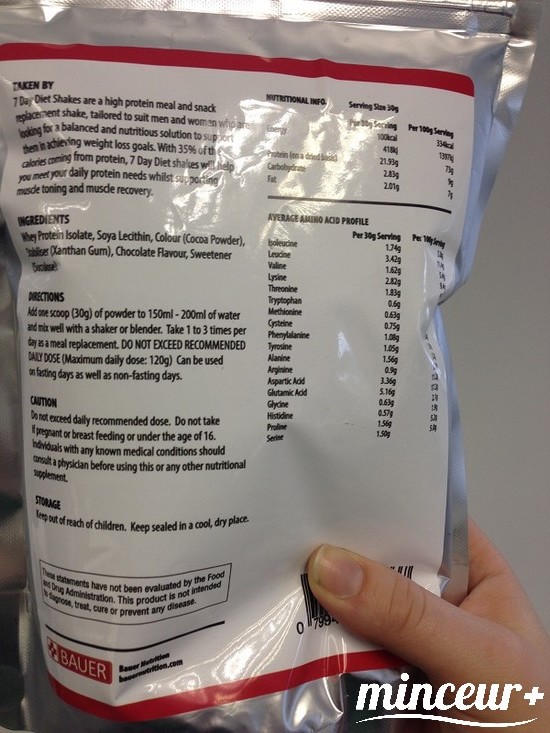 TAKEN BY
7 Day Diet Shakes are a high protein meal and snack
replacement shake, tailored to suit men and women who are
looking for a balanced and nutritious solution to support
them in achieving weight loss goals. With 35% of the
calories coming from protein, 7 Day Diet shakes will help
you meet your daily protein needs whilst supporting
muscle toning and muscle recovery.
INGREDIENTS
Whey Protein Isolate, Soya Lecithin, Colour (Cocoa Powder),
Stabiliser (Xanthan Gum), Chocolate Flavour, Sweetener
(Sucralose)
DIRECTIONS
Add one scoop (30g) of powder to 150ml - 200ml of water
and mix well with a shaker or blender. Take 1 to 3 times per
day as a meal replacement. DO NOT EXCEED RECOMMENDED
DAILY DOSE (Maximum daily dose: 120g) Can be used
on fasting days as well as non-fasting days.
CAUTION
Do not exceed daily recommended dose. Do not take
if pregnant or breast feeding or under the age of 16.
Individuals with any known medical conditions should
consult a physician before using this or any other nutritional
supplement.
STORAGE
Keep out of reach of children. Keep sealed in a cool, dry place.
These statements have not been evaluated by the Food
and Drug Administration. This product is not intended
to diagnose, treat, cure or prevent any disease.
BAUER
Bauer Nutrition
bauernutrition.com
NUTRITIONAL INFO. Serving Size 30g
Per 30g Serving Per 100g Serving
Energy 100kcal 334kcal
418kj 1397kj
Protein (on a dried basis) 21.93g 73g
Carbohydrate 2.83g 9g
Fat 2.01g 7g
AVERAGE AMINO ACID PROFILE
Per 30g Serving Per 100g Serving
Isoleucine 1.74g
Leucine 3.42g
Valine 1.62g
Lysine 2.82g
Threonine 1.83g
Tryptophan 0.6g
Methionine 0.63g
Cysteine 0.75g
Phenylalanine 1.08g
Tyrosine 1.05g
Alanine 1.56g
Arginine 0.9g
Aspartic Acid 3.36g
Glutamic Acid 5.16g
Glycine 0.63g
Histidine 0.57g
Proline 1.56g
Serine 1.50g
minceur+